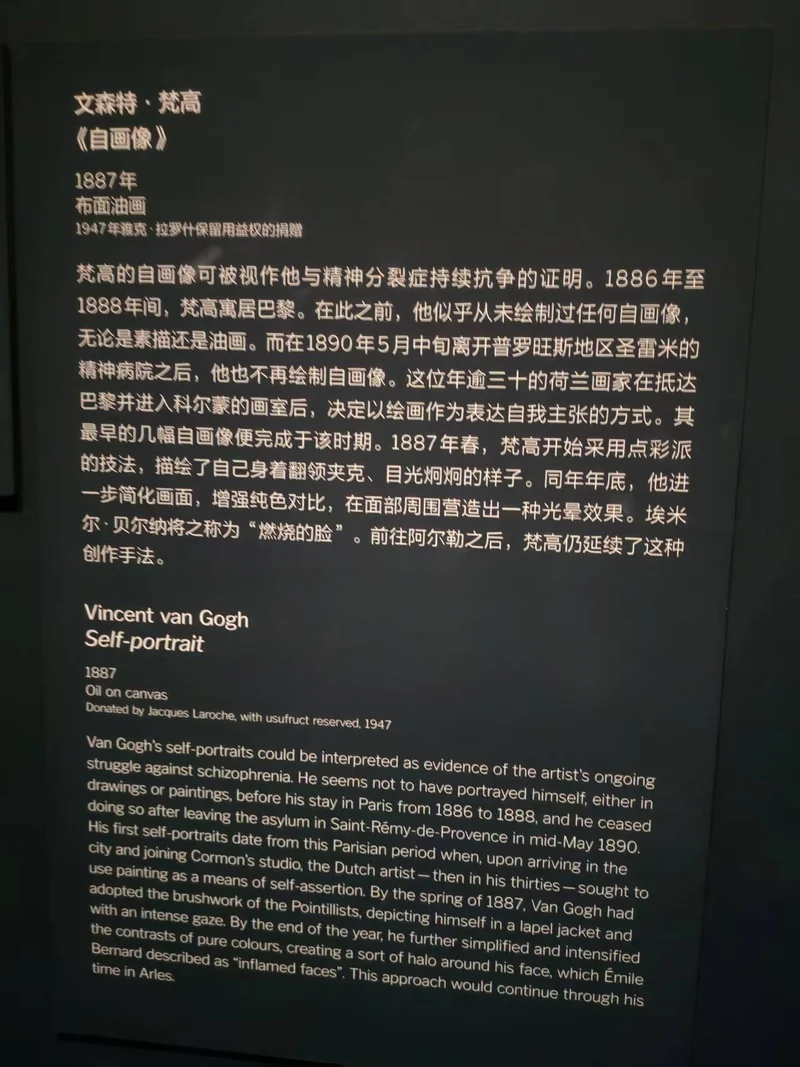 文森特·梵高
《自画像》
1887年
布面油画
1947年雅克·拉罗什保留用益权的捐赠
梵高的自画像可被视作他与精神分裂症持续抗争的证明。1886年至
1888年间，梵高寓居巴黎。在此之前，他似乎从未绘制过任何自画像，
无论是素描还是油画。而在1890年5月中旬离开普罗旺斯地区圣雷米的
精神病院之后，他也不再绘制自画像。这位年逾三十的荷兰画家在抵达
巴黎并进入科尔蒙的画室后，决定以绘画作为表达自我主张的方式。其
最早的几幅自画像便完成于该时期。1887年春，梵高开始采用点彩派
的技法，描绘了自己身着翻领夹克、目光炯炯的样子。同年年底，他进
一步简化画面，增强纯色对比，在面部周围营造出一种光晕效果。埃米
尔·贝尔纳将之称为“燃烧的脸”。前往阿尔勒之后，梵高仍延续了这种
创作手法。
Vincent van Gogh
Self-portrait
1887
Oil on canvas
Donated by Jacques Laroche, with usufruct reserved, 1947
Van Gogh's self-portraits could be interpreted as evidence of the artist's ongoing
struggle against schizophrenia. He seems not to have portrayed himself, either in
drawings or paintings, before his stay in Paris from 1886 to 1888, and he ceased
doing so after leaving the asylum in Saint-Rémy-de-Provence in mid-May 1890.
His first self-portraits date from this Parisian period when, upon arriving in the
city and joining Cormon's studio, the Dutch artist — then in his thirties — sought to
use painting as a means of self-assertion. By the spring of 1887, Van Gogh had
adopted the brushwork of the Pointillists, depicting himself in a lapel jacket and
with an intense gaze. By the end of the year, he further simplified and intensified
the contrasts of pure colours, creating a sort of halo around his face, which Émile
Bernard described as "inflamed faces". This approach would continue through his
time in Arles.